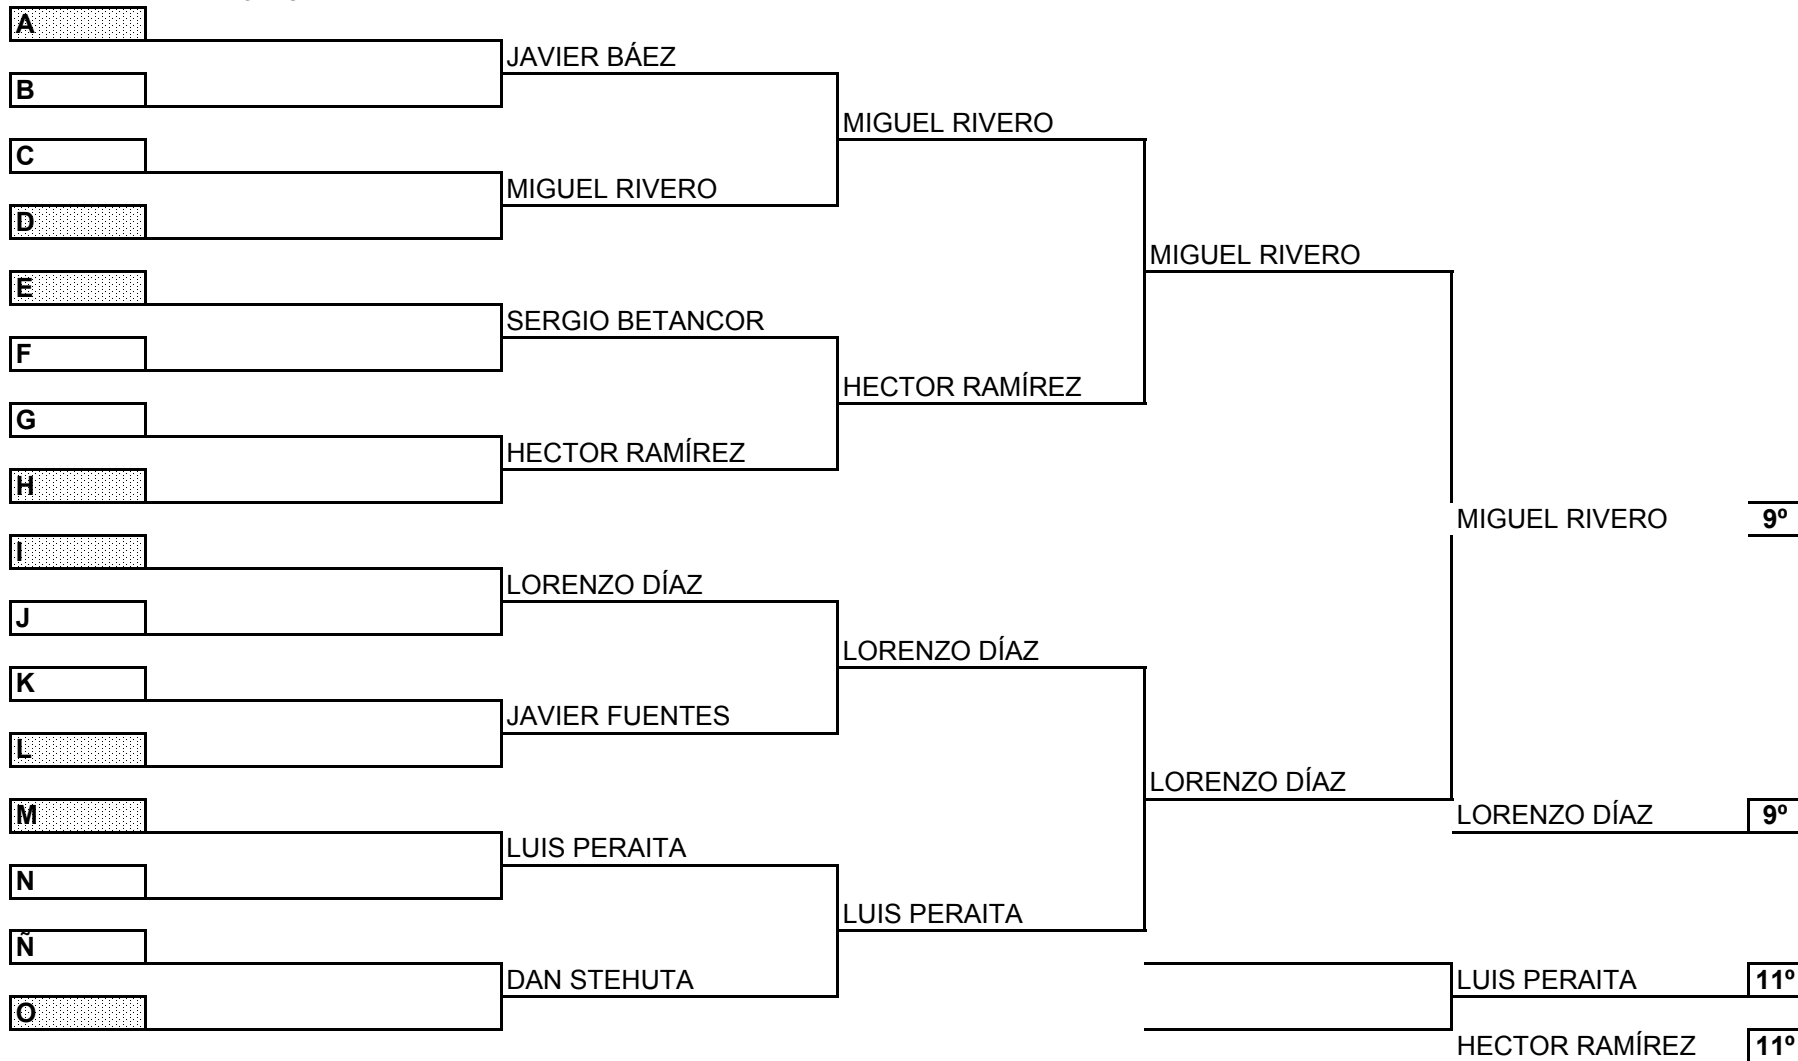 A
JAVIER BÁEZ
B
MIGUEL RIVERO
C
MIGUEL RIVERO
D
MIGUEL RIVERO
E
SERGIO BETANCOR
F
HECTOR RAMÍREZ
G
HECTOR RAMÍREZ
H
MIGUEL RIVERO 9º
I
LORENZO DÍAZ
J
LORENZO DÍAZ
K
JAVIER FUENTES
L
LORENZO DÍAZ
M
LORENZO DÍAZ 9º
LUIS PERAITA
N
LUIS PERAITA
Ñ
DAN STEHUTA
LUIS PERAITA 11º
O
HECTOR RAMÍREZ 11º